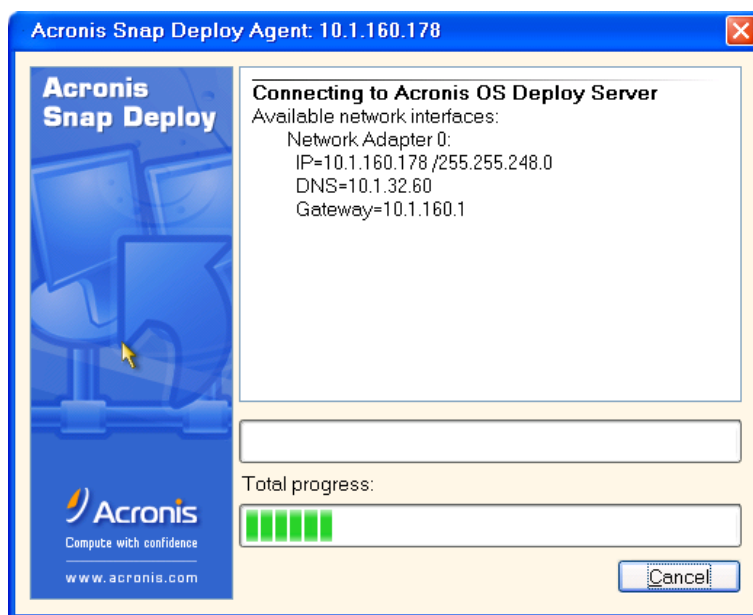 Acronis Snap Deploy Agent: 10.1.160.178
Acronis
Snap Deploy
Connecting to Acronis OS Deploy Server
Available network interfaces:
Network Adapter 0:
IP=10.1.160.178 /255.255.248.0
DNS=10.1.32.60
Gateway=10.1.160.1
Total progress:
Acronis
Compute with confidence
www.acronis.com
Cancel